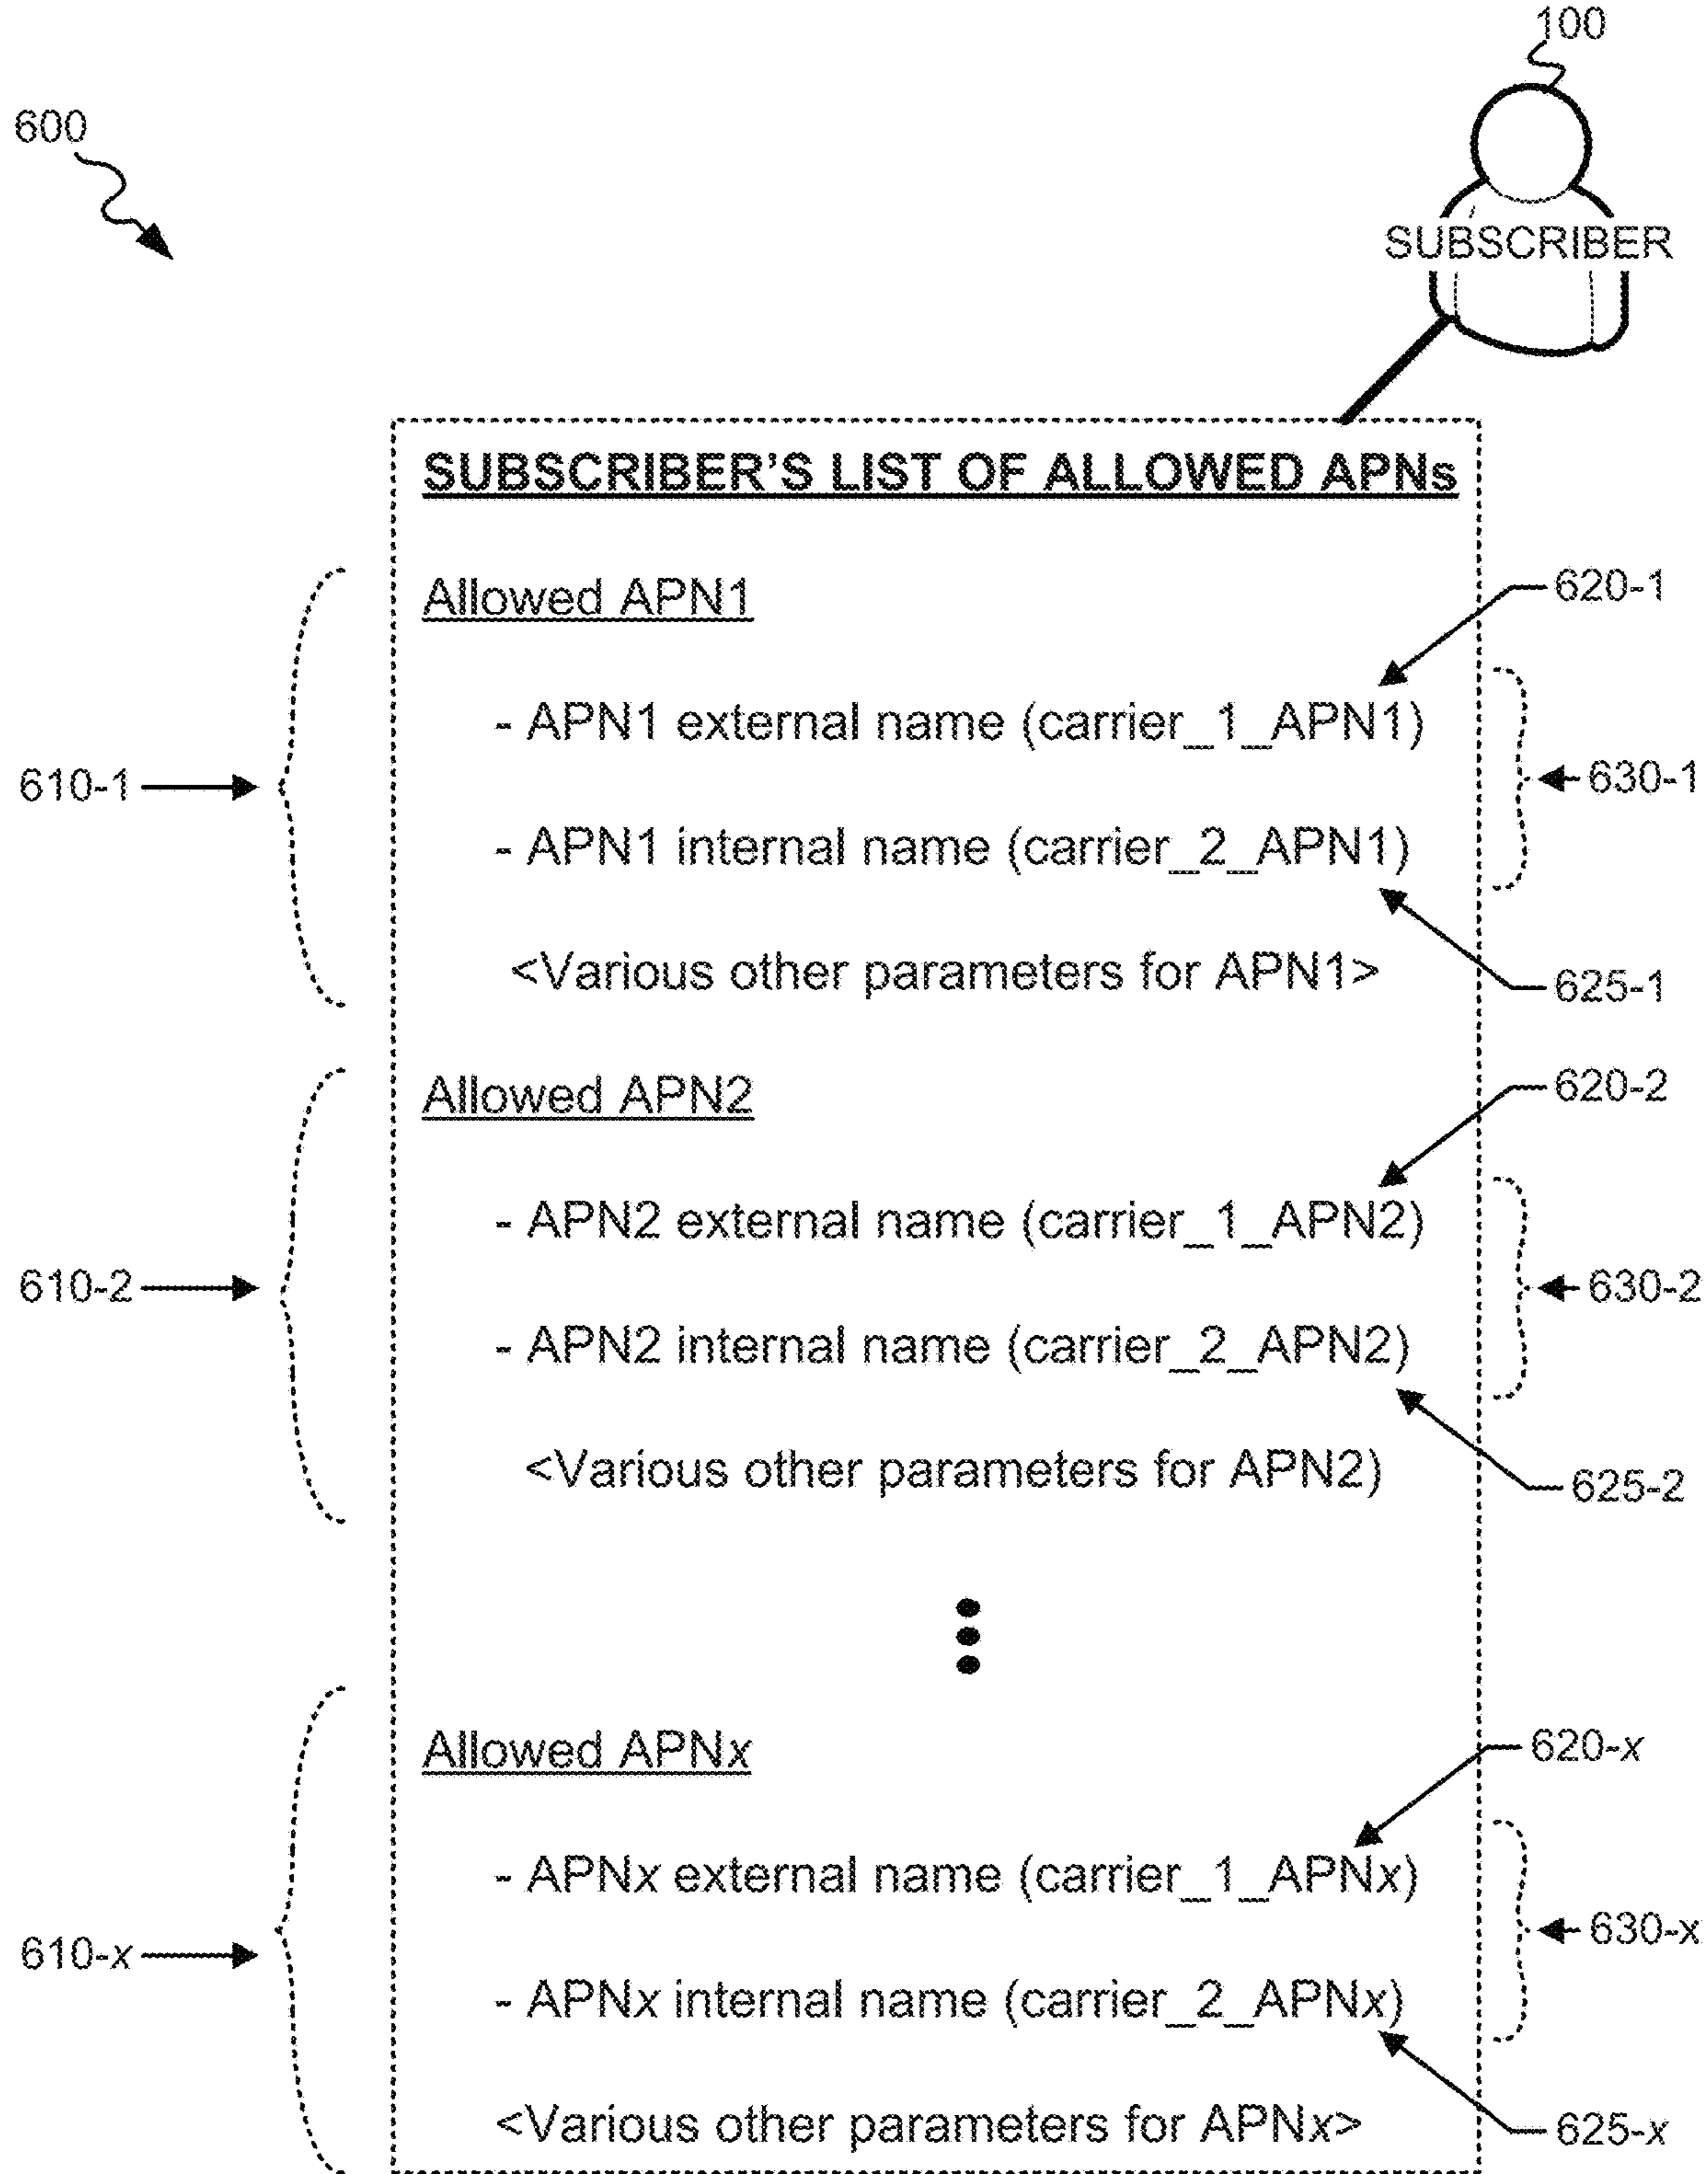 100
600
SUBSCRIBER
SUBSCRIBER'S LIST OF ALLOWED APNs
Allowed APN1
620-1
- APN1 external name (carrier_1_APN1)
610-1
630-1
- APN1 internal name (carrier_2_APN1)
<Various other parameters for APN1>
625-1
Allowed APN2
620-2
- APN2 external name (carrier_1_APN2)
610-2
630-2
- APN2 internal name (carrier_2_APN2)
<Various other parameters for APN2)
625-2
Allowed APNx
620-x
- APNx external name (carrier_1_APNx)
610-x
630-x
- APNx internal name (carrier_2_APNx)
<Various other parameters for APNx>
625-x